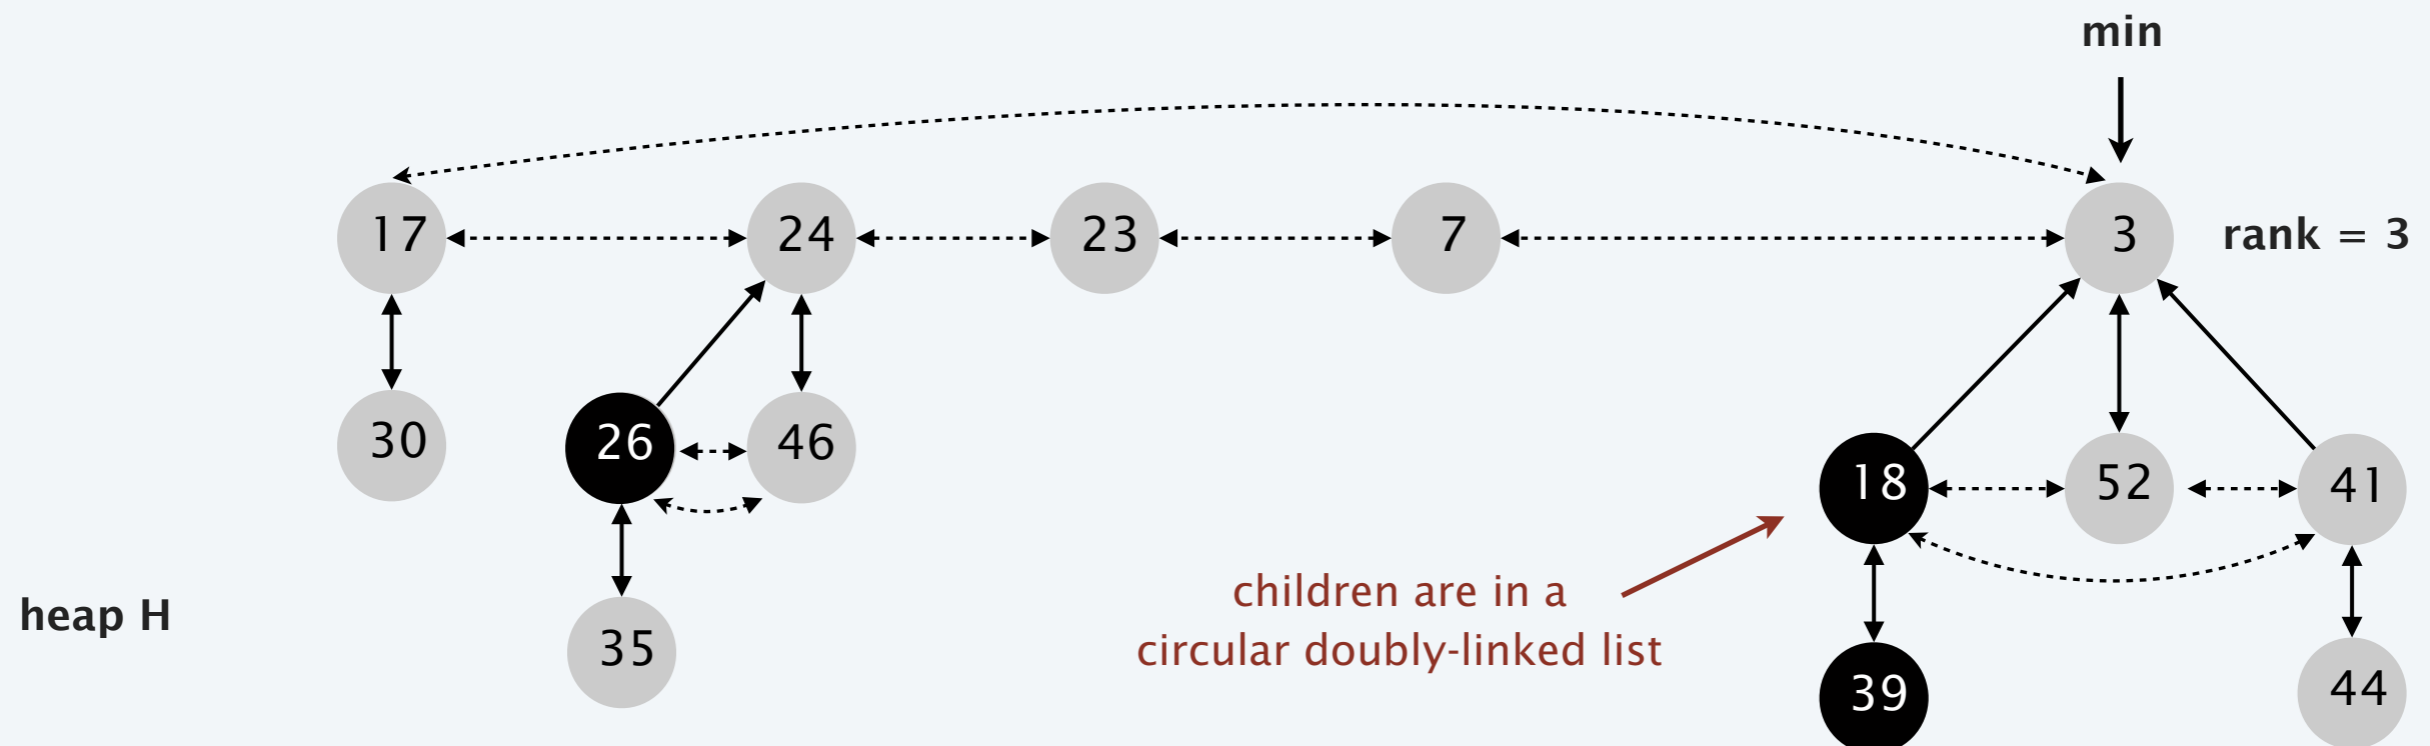 min
17
24
23
7
3
rank = 3
30
26
46
18
52
41
children are in a
circular doubly-linked list
heap H
35
39
44